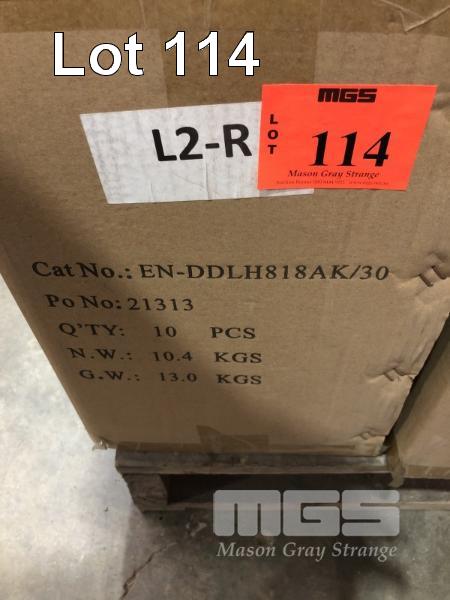 Lot 114
MGS
LOT
114
Mason Gray Strange
L2-R
Cat No.: EN-DDLH818AK/30
Po No: 21313
Q'TY: 10 PCS
N.W.: 10.4 KGS
G.W.: 13.0 KGS
MGS
Mason Gray Strange